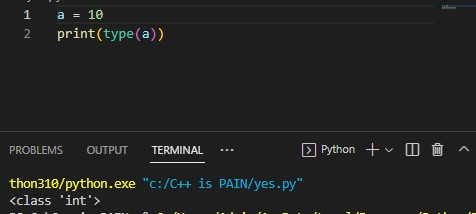 1 a = 10
2 print(type(a))
PROBLEMS OUTPUT TERMINAL ··· Python
thon310/python.exe "c:/C++ is PAIN/yes.py"
<class 'int'>